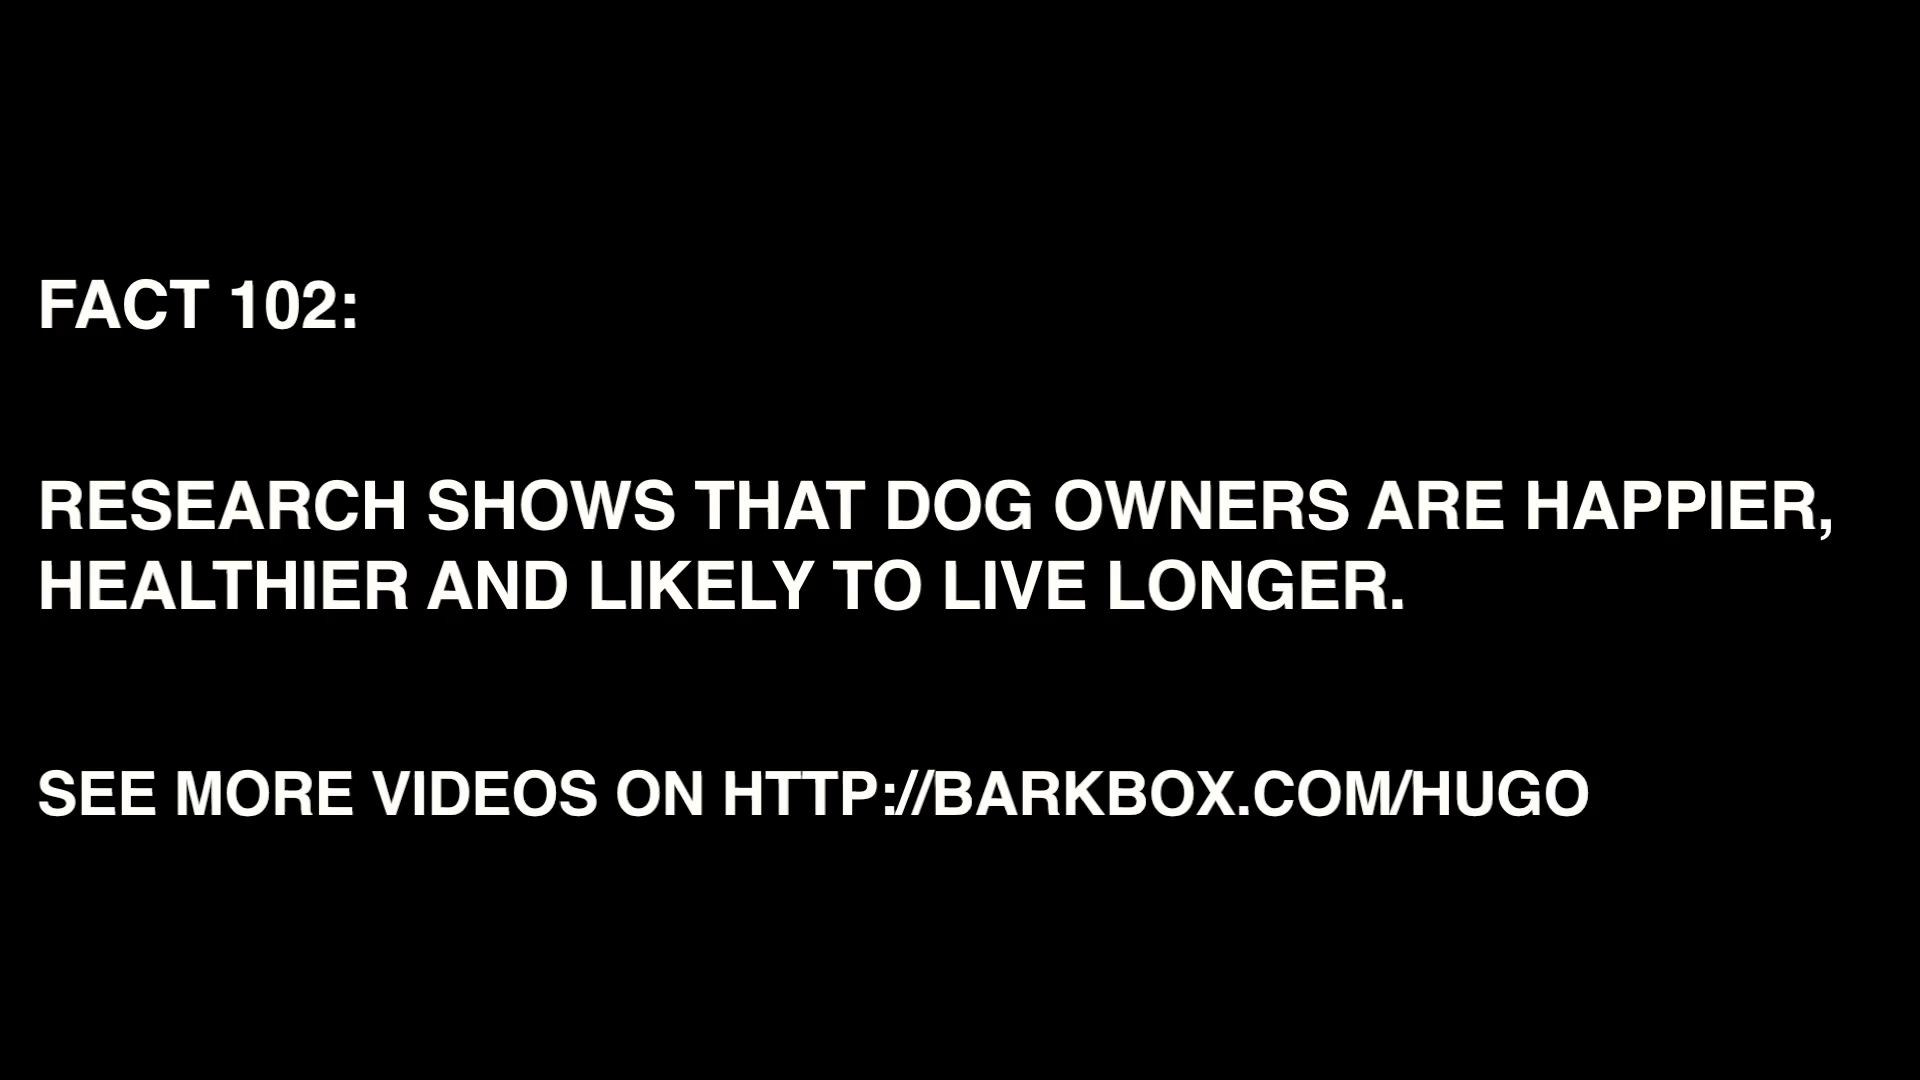 FACT 102:
RESEARCH SHOWS THAT DOG OWNERS ARE HAPPIER,
HEALTHIER AND LIKELY TO LIVE LONGER.
SEE MORE VIDEOS ON HTTP://BARKBOX.COM/HUGO